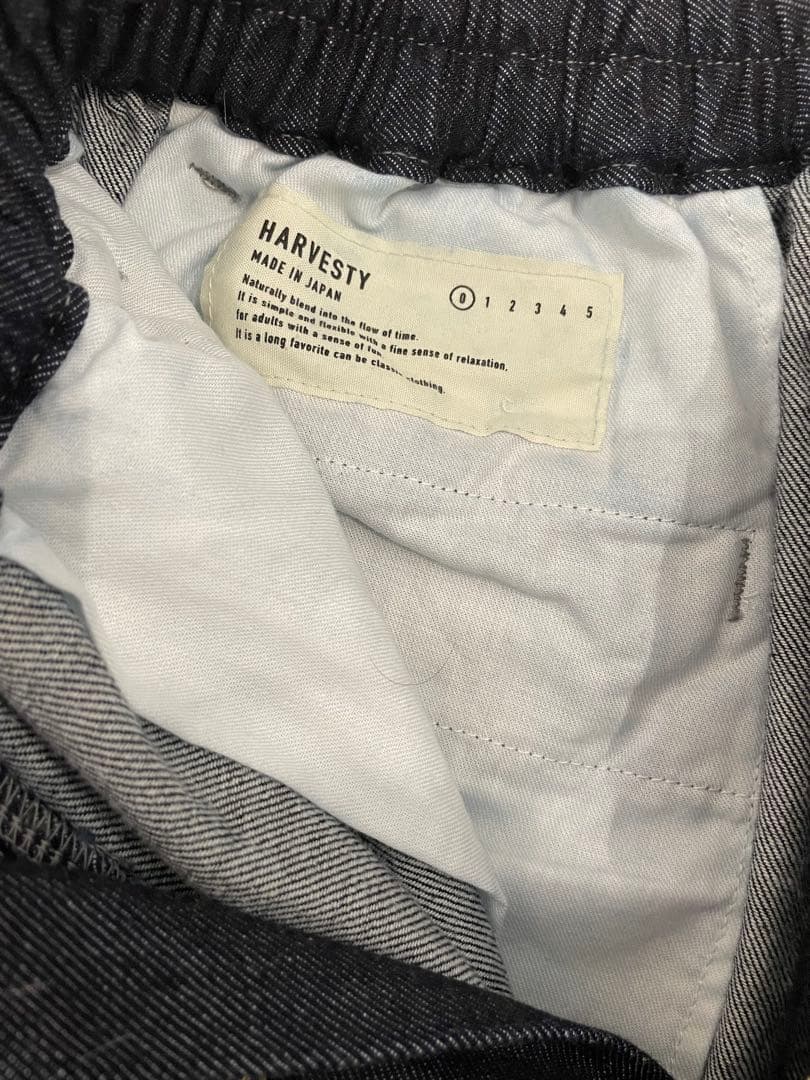 HARVESTY
MADE IN JAPAN
0 1 2 3 4 5
Naturally blend into the flow of time.
It is simple and flexible with a fine sense of relaxation,
for adults with a sense of fun.
It is a long favorite can be classic clothing.